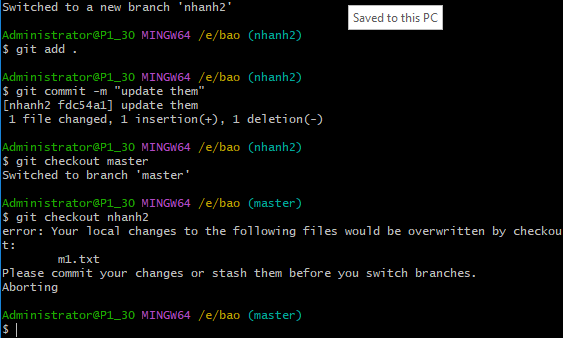 Switched to a new branch 'nhanh2'
Saved to this PC
Administrator@P1_30 MINGW64 /e/bao (nhanh2)
$ git add .
Administrator@P1_30 MINGW64 /e/bao (nhanh2)
$ git commit -m "update them"
[nhanh2 fdc54a1] update them
 1 file changed, 1 insertion(+), 1 deletion(-)
Administrator@P1_30 MINGW64 /e/bao (nhanh2)
$ git checkout master
Switched to branch 'master'
Administrator@P1_30 MINGW64 /e/bao (master)
$ git checkout nhanh2
error: Your local changes to the following files would be overwritten by checkou
t:
        m1.txt
Please commit your changes or stash them before you switch branches.
Aborting
Administrator@P1_30 MINGW64 /e/bao (master)
$